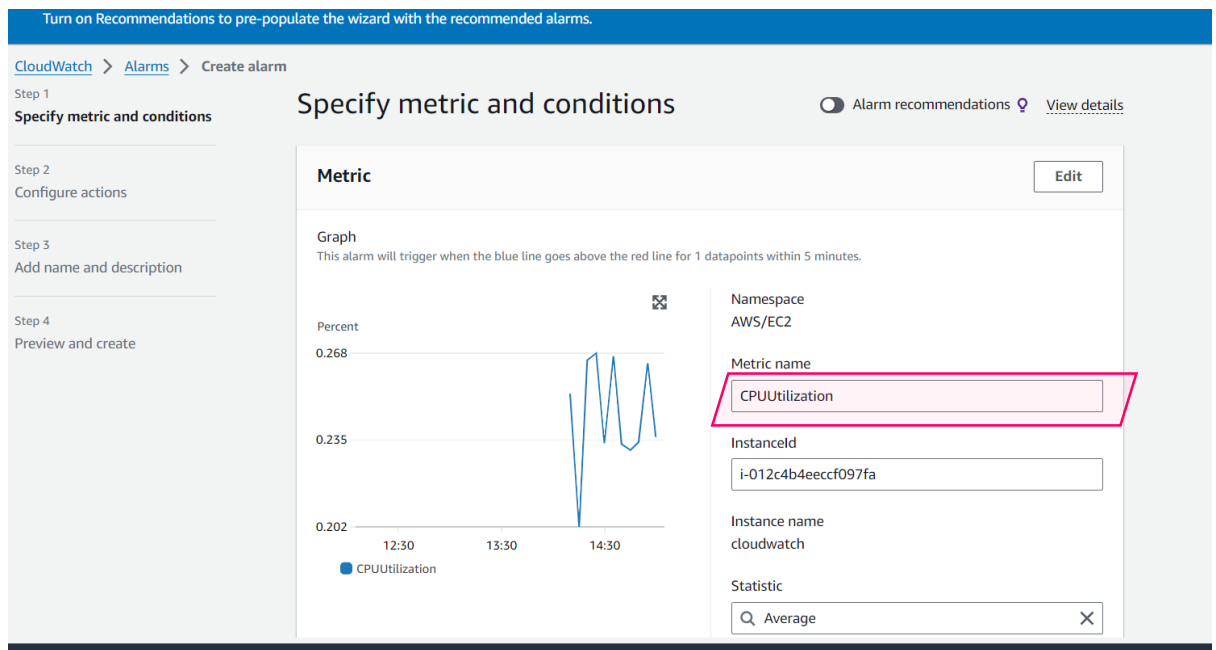 Turn on Recommendations to pre-populate the wizard with the recommended alarms.
CloudWatch > Alarms > Create alarm
Step 1
Specify metric and conditions
Step 2
Configure actions
Step 3
Add name and description
Step 4
Preview and create
Specify metric and conditions
Alarm recommendations
View details
Metric
Edit
Graph
This alarm will trigger when the blue line goes above the red line for 1 datapoints within 5 minutes.
Percent
0.268
0.235
0.202
12:30 13:30 14:30
CPUUtilization
Namespace
AWS/EC2
Metric name
CPUUtilization
InstanceId
i-012c4b4eeccf097fa
Instance name
cloudwatch
Statistic
Average